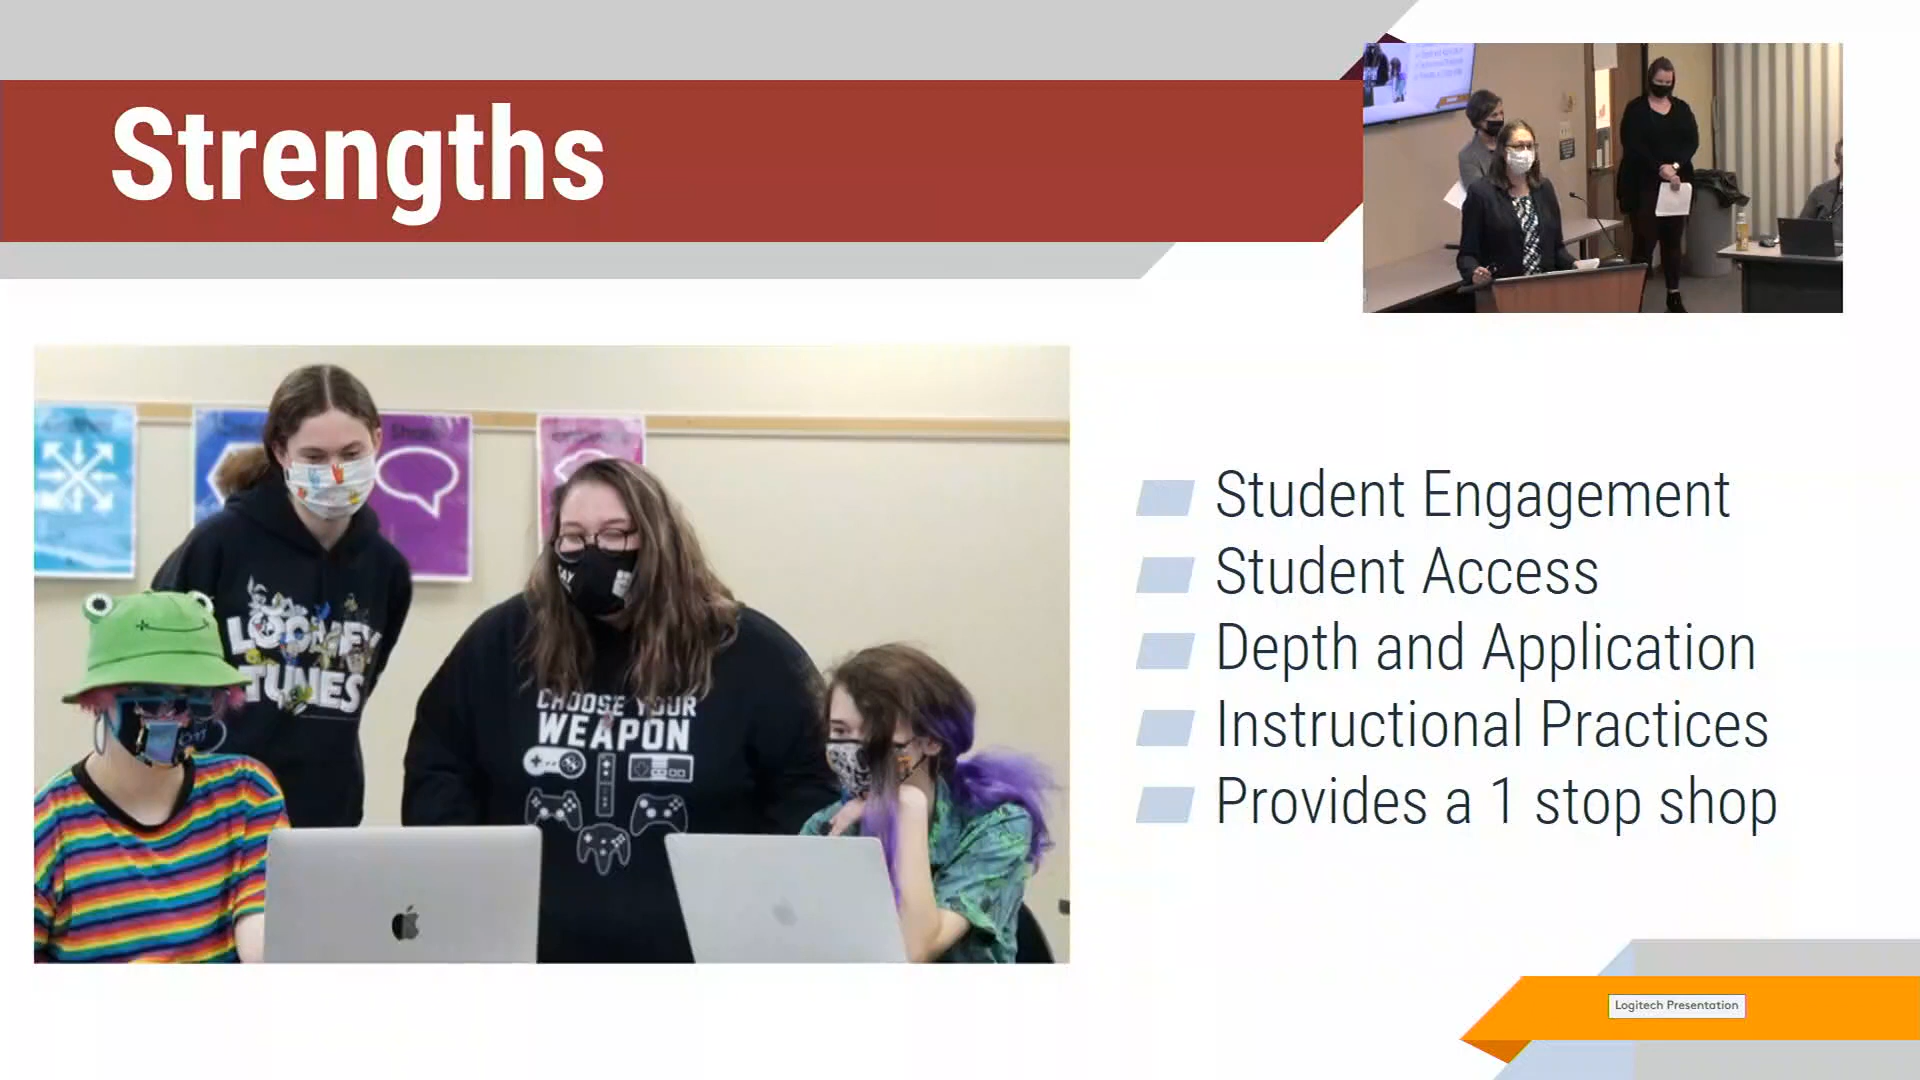 Strengths
LOONEY
TUNES
CHOOSE YOUR
WEAPON
Student Engagement
Student Access
Depth and Application
Instructional Practices
Provides a 1 stop shop
Logitech Presentation